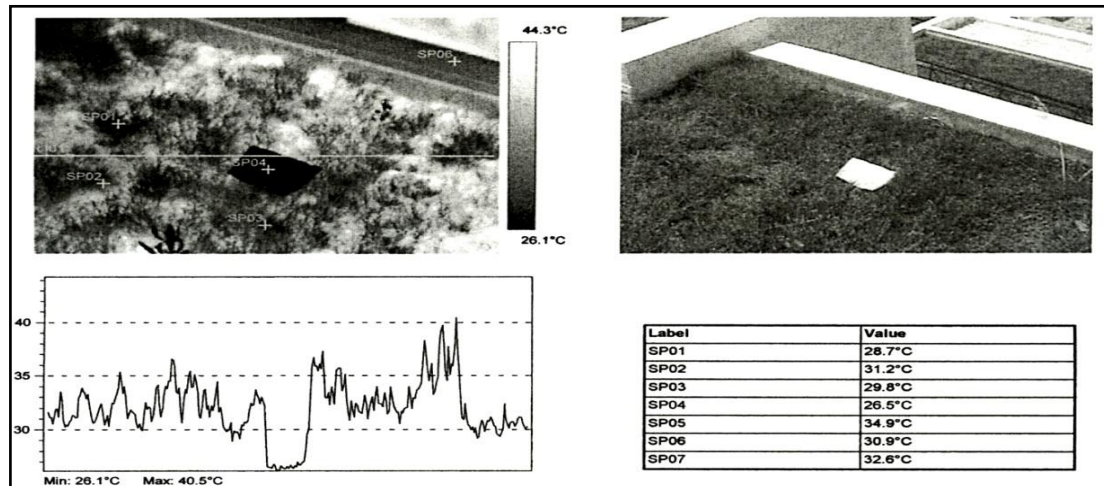 44.3°C
SP07
SP06
SP01
SP04
SP02
SP03
26.1°C
40
35
30
Min: 26.1°C Max: 40.5°C
Label Value
SP01 28.7°C
SP02 31.2°C
SP03 29.8°C
SP04 26.5°C
SP05 34.9°C
SP06 30.9°C
SP07 32.6°C